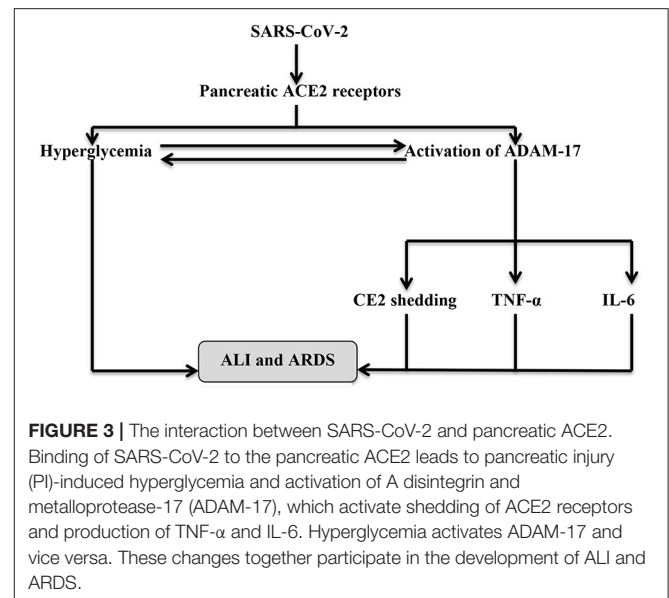 SARS-CoV-2
Pancreatic ACE2 receptors
Hyperglycemia
Activation of ADAM-17
CE2 shedding
TNF-α
IL-6
ALI and ARDS
FIGURE 3 | The interaction between SARS-CoV-2 and pancreatic ACE2.
Binding of SARS-CoV-2 to the pancreatic ACE2 leads to pancreatic injury
(PI)-induced hyperglycemia and activation of A disintegrin and
metalloprotease-17 (ADAM-17), which activate shedding of ACE2 receptors
and production of TNF-α and IL-6. Hyperglycemia activates ADAM-17 and
vice versa. These changes together participate in the development of ALI and
ARDS.